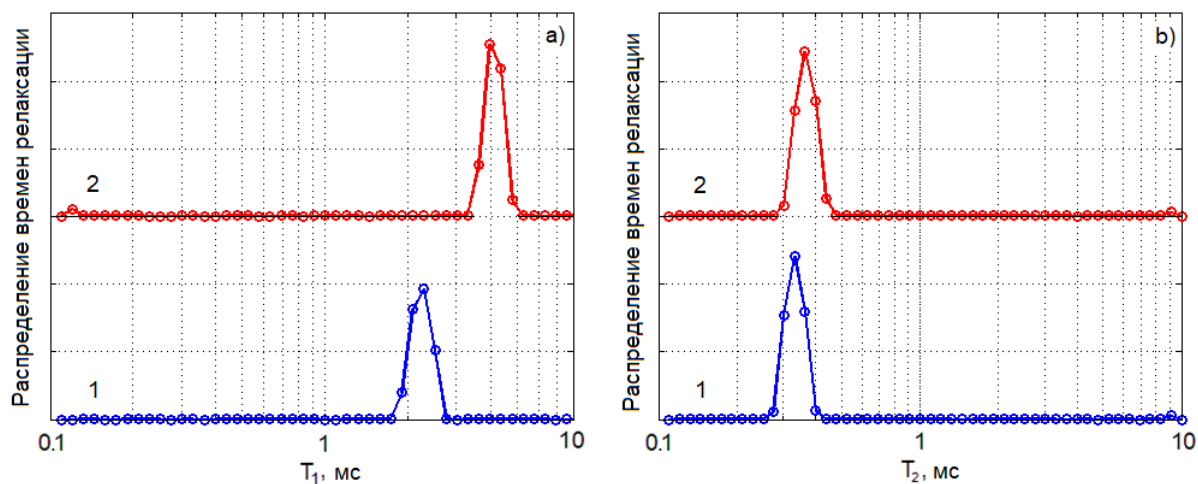 Распределение времен релаксации
a)
2
1
0.1 1 10
T₁, мс
Распределение времен релаксации
b)
2
1
0.1 1 10
T₂, мс